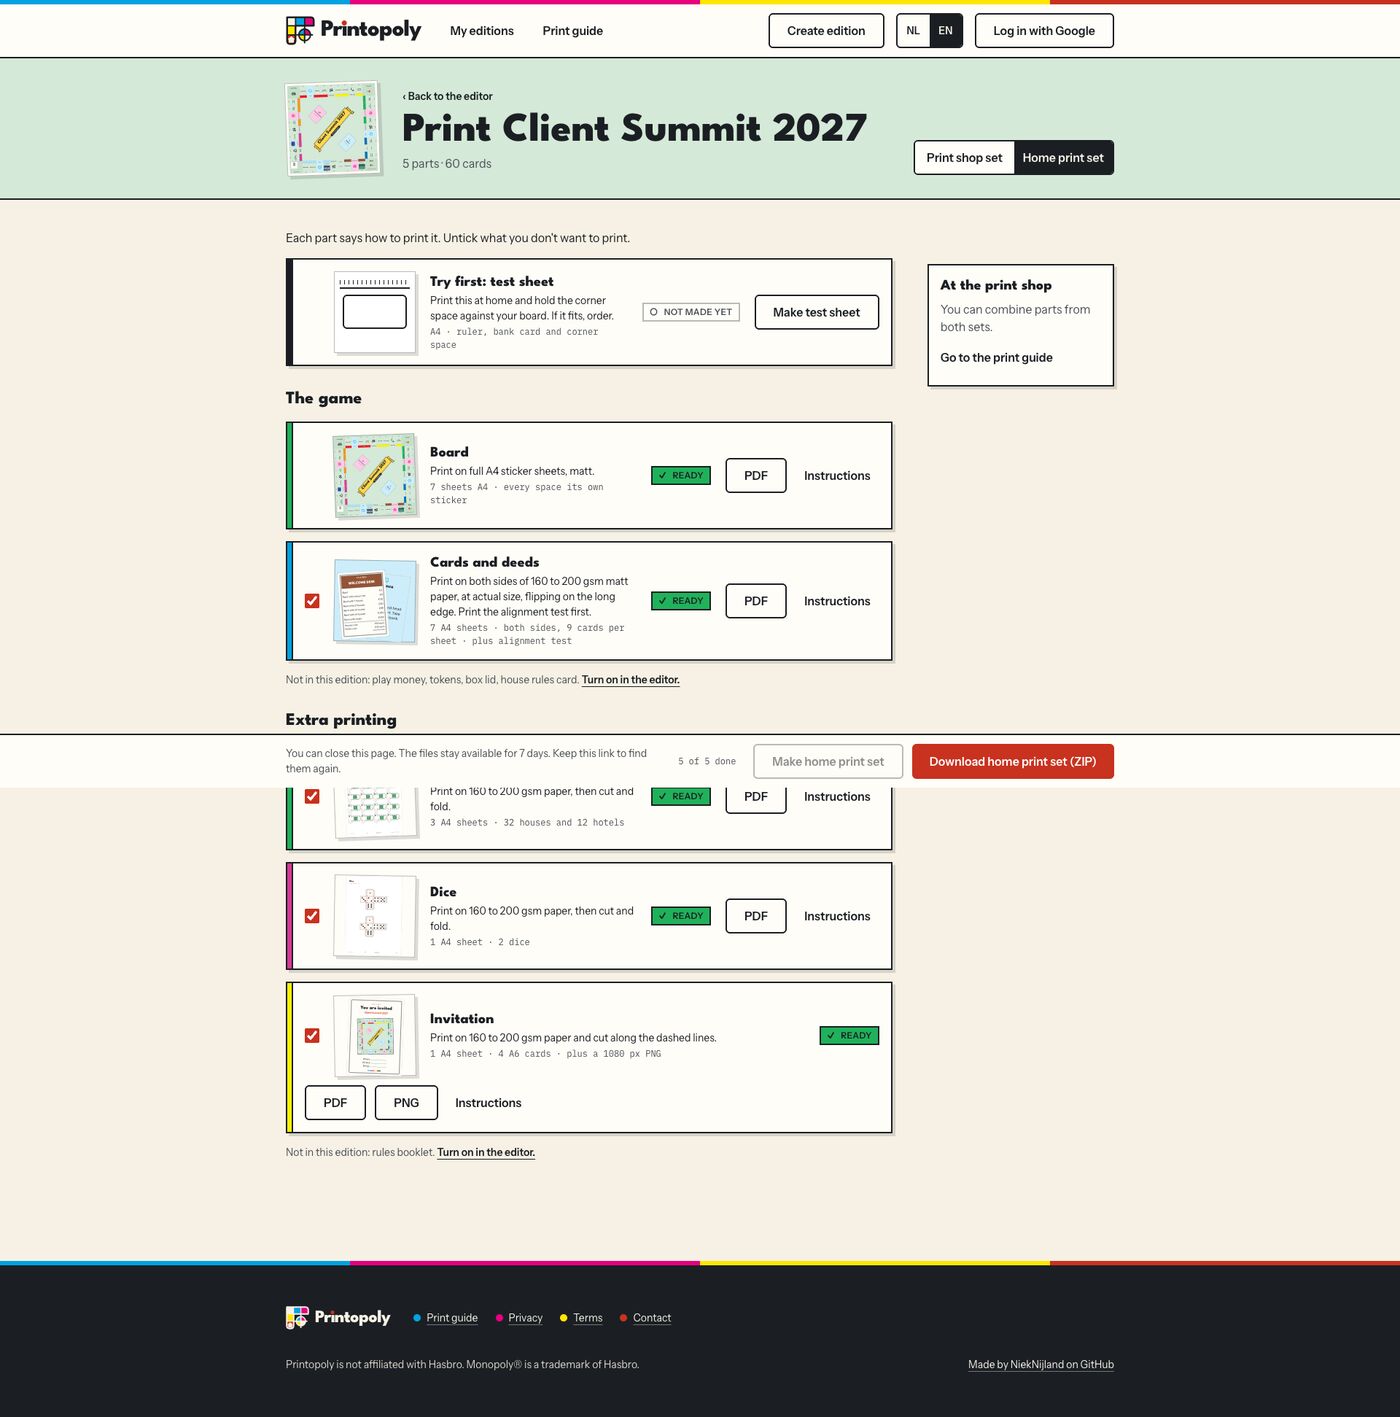 Printopoly
My editions
Print guide
Create edition
NL
EN
Log in with Google
‹ Back to the editor
Print Client Summit 2027
5 parts · 60 cards
Print shop set
Home print set
Client Summit 2027
Each part says how to print it. Untick what you don't want to print.
Try first: test sheet
Print this at home and hold the corner
space against your board. If it fits, order.
A4 · ruler, bank card and corner
space
NOT MADE YET
Make test sheet
At the print shop
You can combine parts from
both sets.
Go to the print guide
The game
Client Summit 2027
Board
Print on full A4 sticker sheets, matt.
7 sheets A4 · every space its own
sticker
READY
PDF
Instructions
Cards and deeds
Print on both sides of 160 to 200 gsm matt
paper, at actual size, flipping on the long
edge. Print the alignment test first.
7 A4 sheets · both sides, 9 cards per
sheet · plus alignment test
READY
PDF
Instructions
Not in this edition: play money, tokens, box lid, house rules card. Turn on in the editor.
Extra printing
You can close this page. The files stay available for 7 days. Keep this link to find
them again.
5 of 5 done
Make home print set
Download home print set (ZIP)
Print on 160 to 200 gsm paper, then cut and
fold.
3 A4 sheets · 32 houses and 12 hotels
READY
PDF
Instructions
Dice
Print on 160 to 200 gsm paper, then cut and
fold.
1 A4 sheet · 2 dice
READY
PDF
Instructions
You are invited
Invitation
Print on 160 to 200 gsm paper and cut along the dashed lines.
1 A4 sheet · 4 A6 cards · plus a 1080 px PNG
READY
PDF
PNG
Instructions
Not in this edition: rules booklet. Turn on in the editor.
Printopoly
Print guide
Privacy
Terms
Contact
Printopoly is not affiliated with Hasbro. Monopoly® is a trademark of Hasbro.
Made by NiekNijland on GitHub